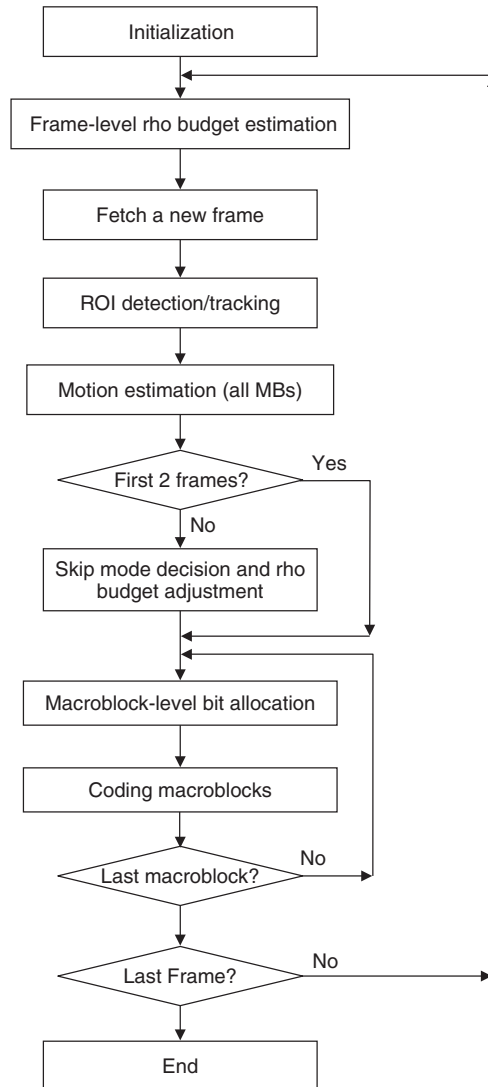 Initialization
Frame-level rho budget estimation
Fetch a new frame
ROI detection/tracking
Motion estimation (all MBs)
First 2 frames?
Yes
No
Skip mode decision and rho
budget adjustment
Macroblock-level bit allocation
Coding macroblocks
Last macroblock?
No
Last Frame?
No
End